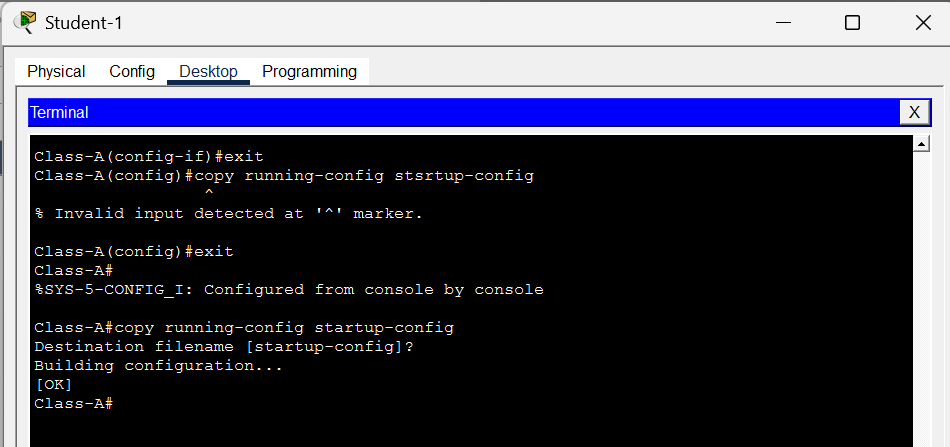 Student-1
Physical Config Desktop Programming
Terminal X
Class-A(config-if)#exit
Class-A(config)#copy running-config stsrtup-config
^
% Invalid input detected at '^' marker.
Class-A(config)#exit
Class-A#
%SYS-5-CONFIG_I: Configured from console by console
Class-A#copy running-config startup-config
Destination filename [startup-config]?
Building configuration...
[OK]
Class-A#